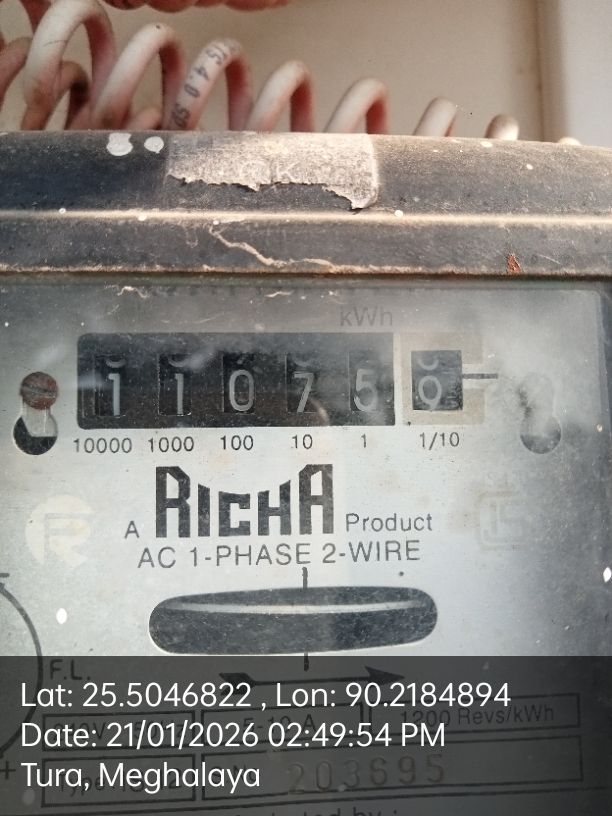 kWh
1 1 0 7 5 9
10000 1000 100 10 1 1/10
A RICHA Product
AC 1-PHASE 2-WIRE
F.L.
1200 Revs/kWh
203695
Lat: 25.5046822 , Lon: 90.2184894
Date: 21/01/2026 02:49:54 PM
Tura, Meghalaya